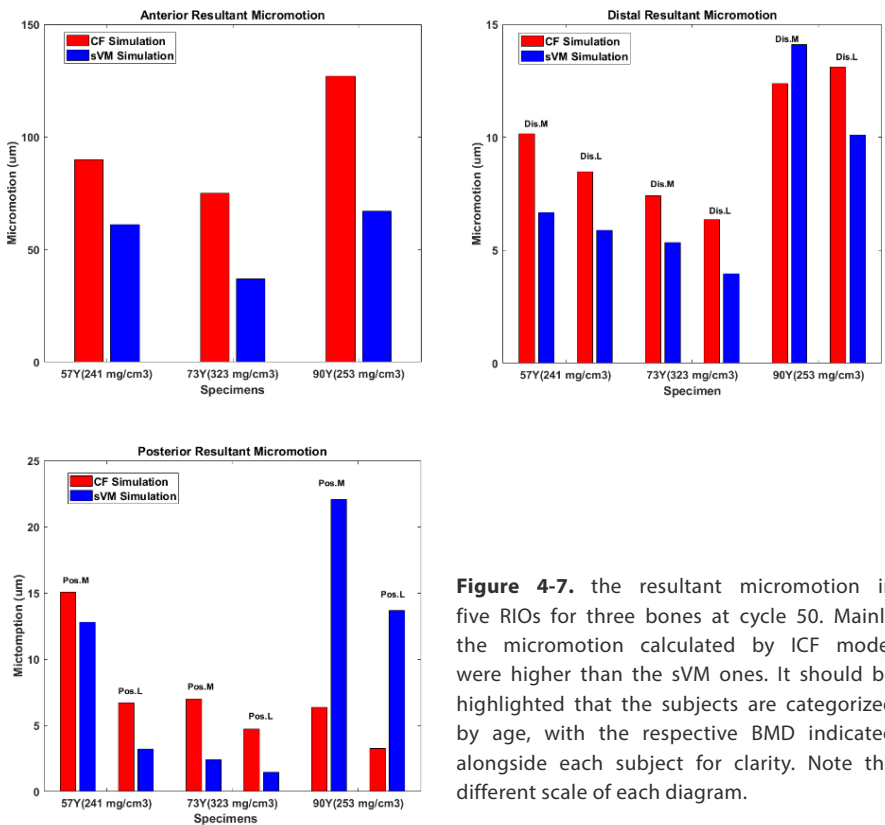 Anterior Resultant Micromotion
CF Simulation
sVM Simulation
150
100
50
0
Micromotion (um)
57Y(241 mg/cm3) 73Y(323 mg/cm3) 90Y(253 mg/cm3)
Specimens
Distal Resultant Micromotion
CF Simulation
sVM Simulation
15
10
5
0
Micromotion (um)
Dis.M
Dis.L
Dis.M
Dis.L
Dis.M
Dis.L
57Y(241 mg/cm3) 73Y(323 mg/cm3) 90Y(253 mg/cm3)
Specimen
Posterior Resultant Micromotion
CF Simulation
sVM Simulation
25
20
15
10
5
0
Mictomption (um)
Pos.M
Pos.L
Pos.M
Pos.L
Pos.M
Pos.L
57Y(241 mg/cm3) 73Y(323 mg/cm3) 90Y(253 mg/cm3)
Specimens
Figure 4-7. the resultant micromotion in
five RIOs for three bones at cycle 50. Mainl
the micromotion calculated by ICF mode
were higher than the sVM ones. It should b
highlighted that the subjects are categorize
by age, with the respective BMD indicated
alongside each subject for clarity. Note th
different scale of each diagram.